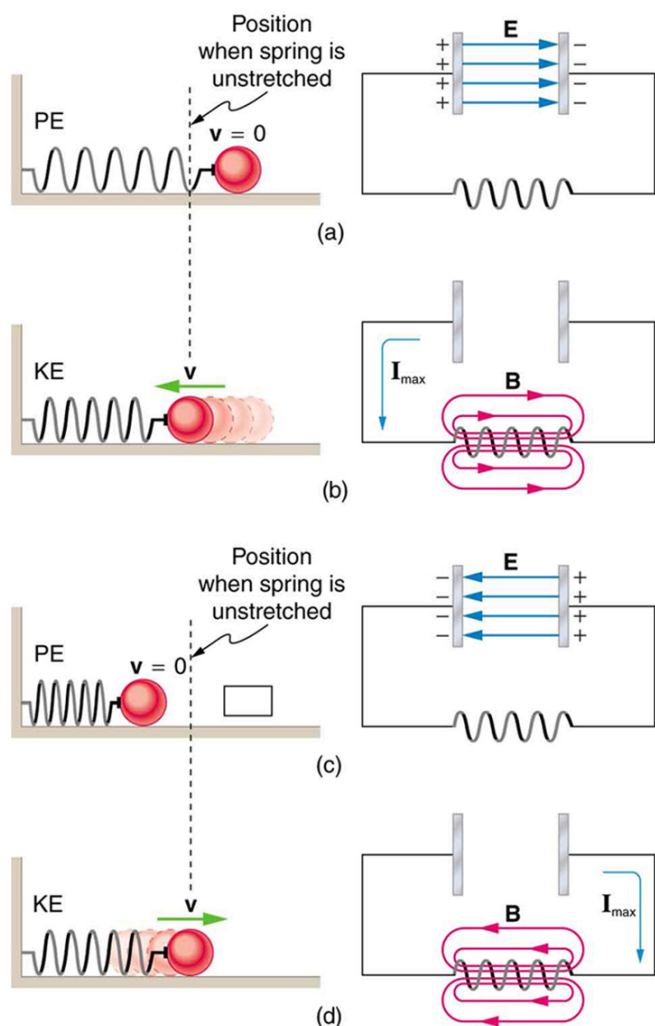 Position
when spring is
unstretched
PE
v = 0
E
+ −
+ −
+ −
+ −
(a)
KE
v
I max
B
(b)
Position
when spring is
unstretched
PE
v = 0
E
− +
− +
− +
− +
(c)
KE
v
I max
B
(d)